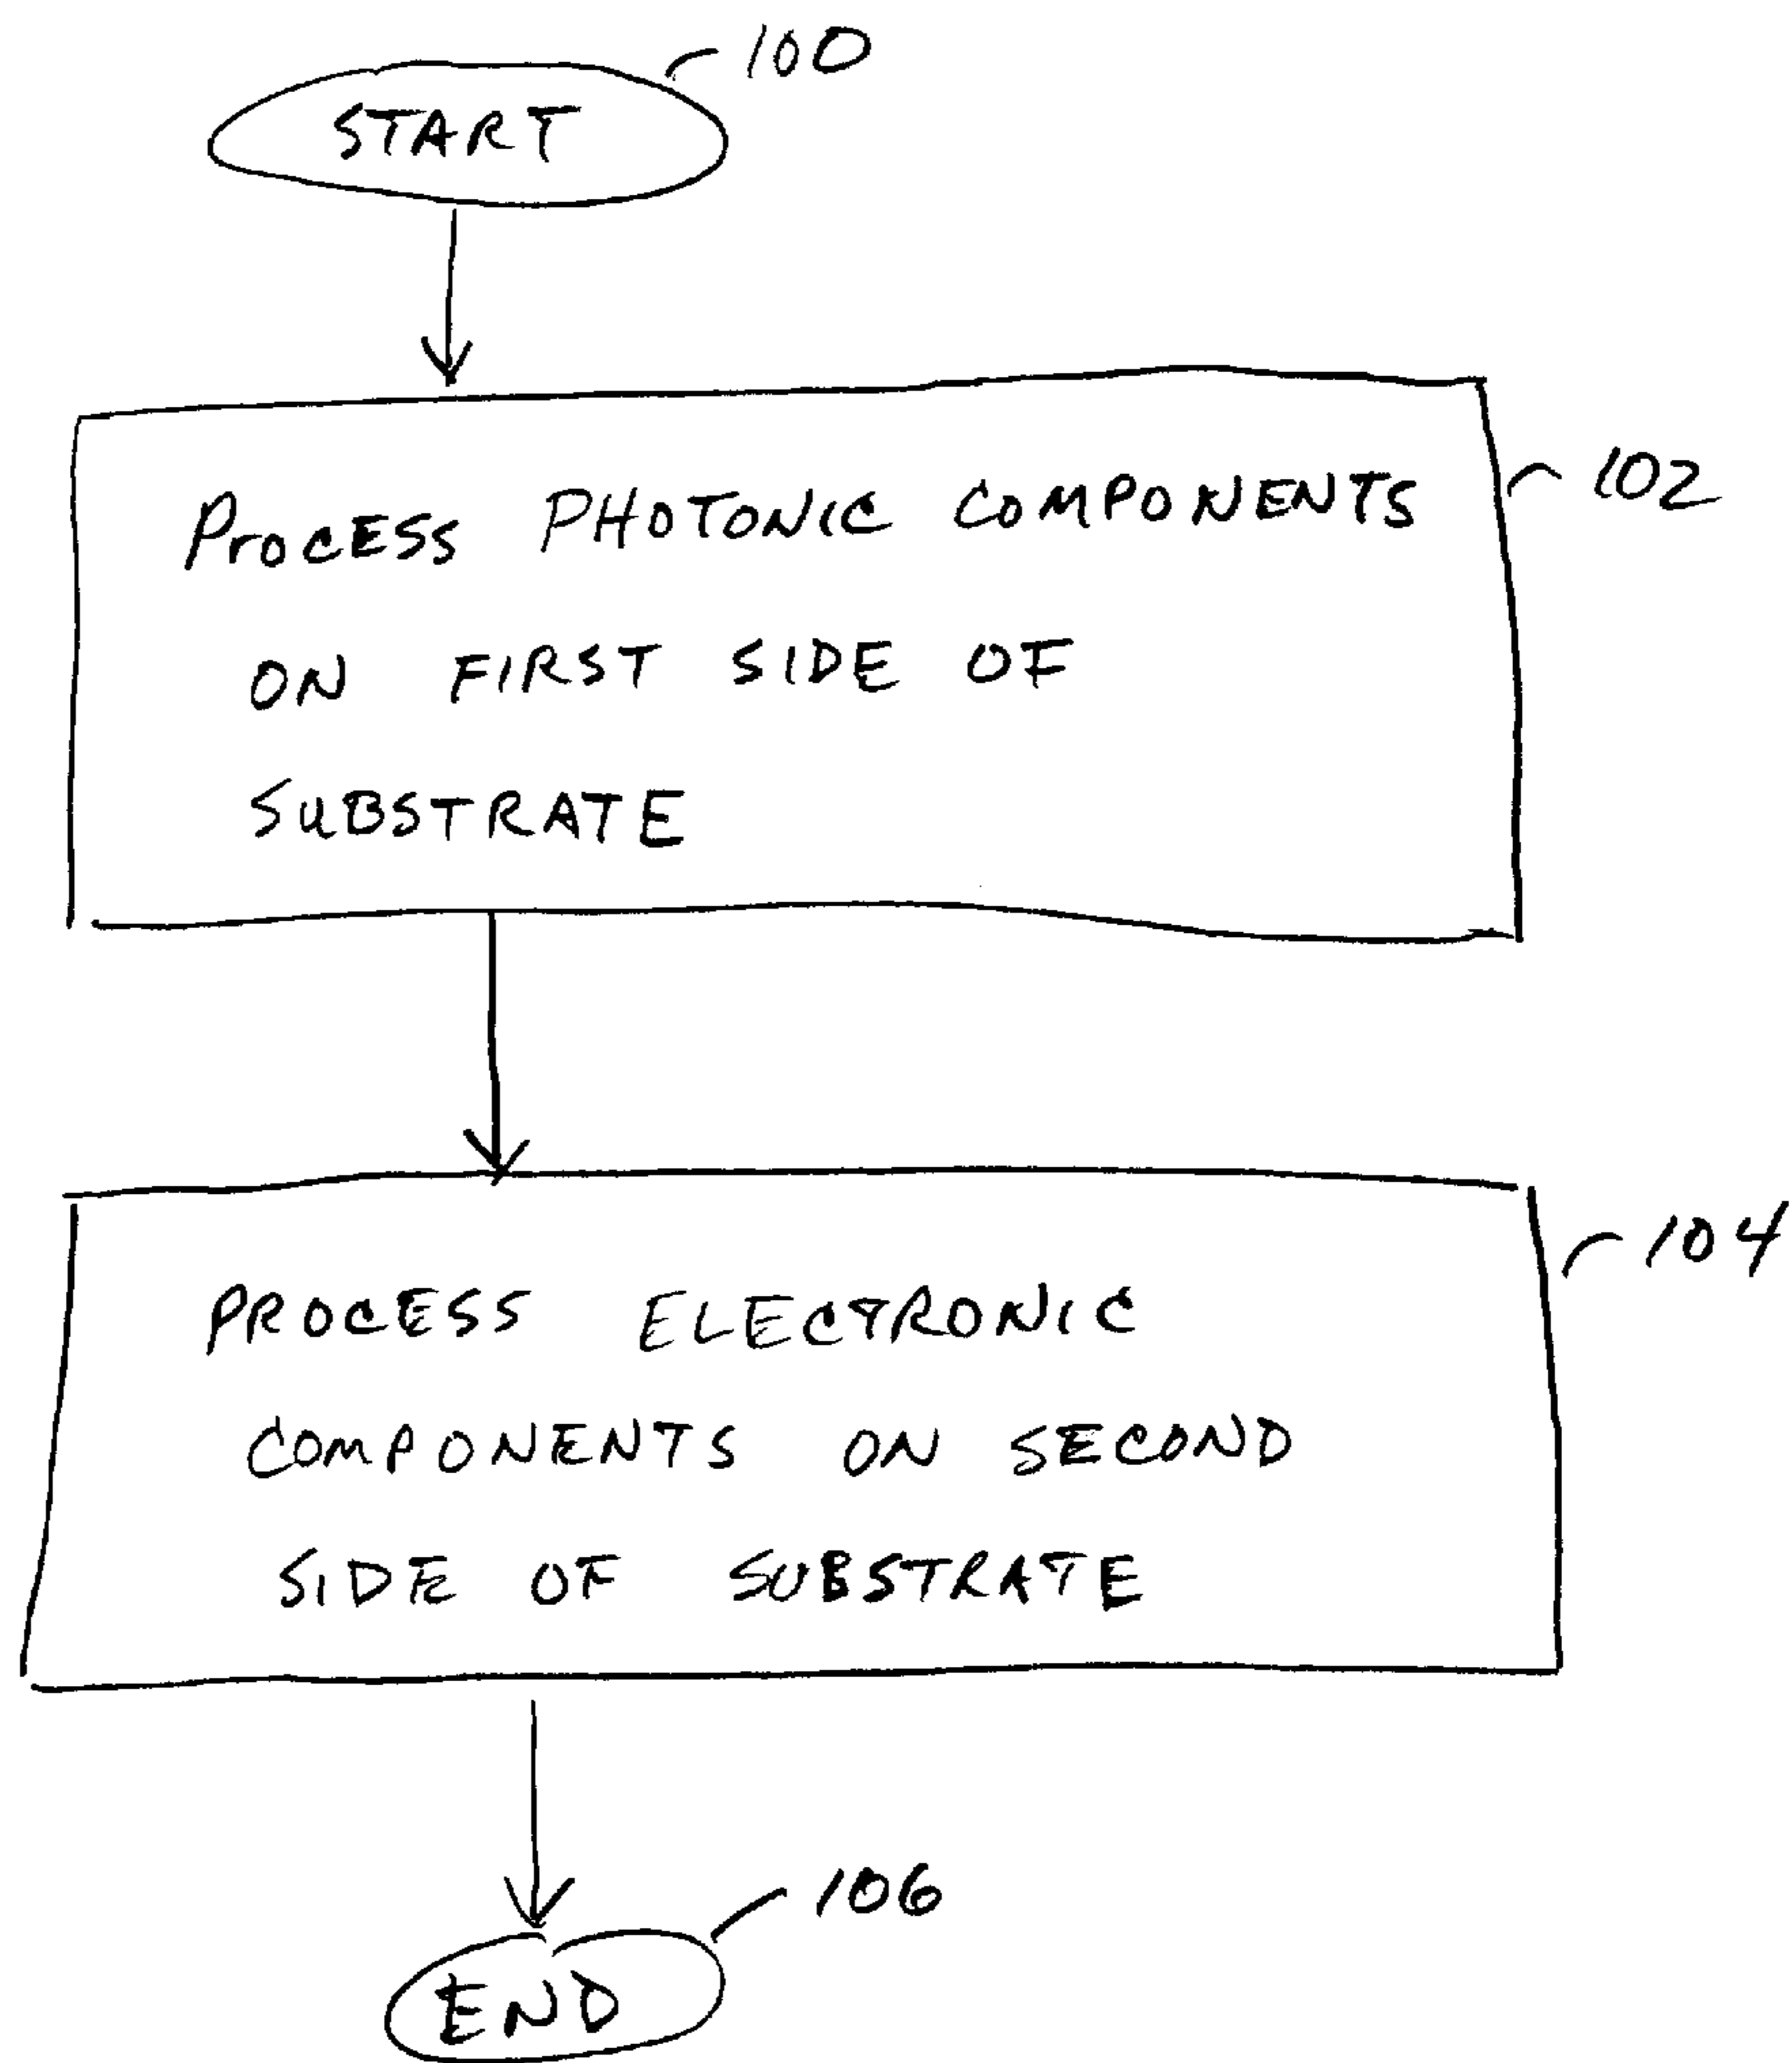 100
START
102
Process PHOTONIC COMPONENTS
ON FIRST SIDE OF
SUBSTRATE
104
PROCESS ELECTRONIC
COMPONENTS ON SECOND
SIDE OF SUBSTRATE
106
END